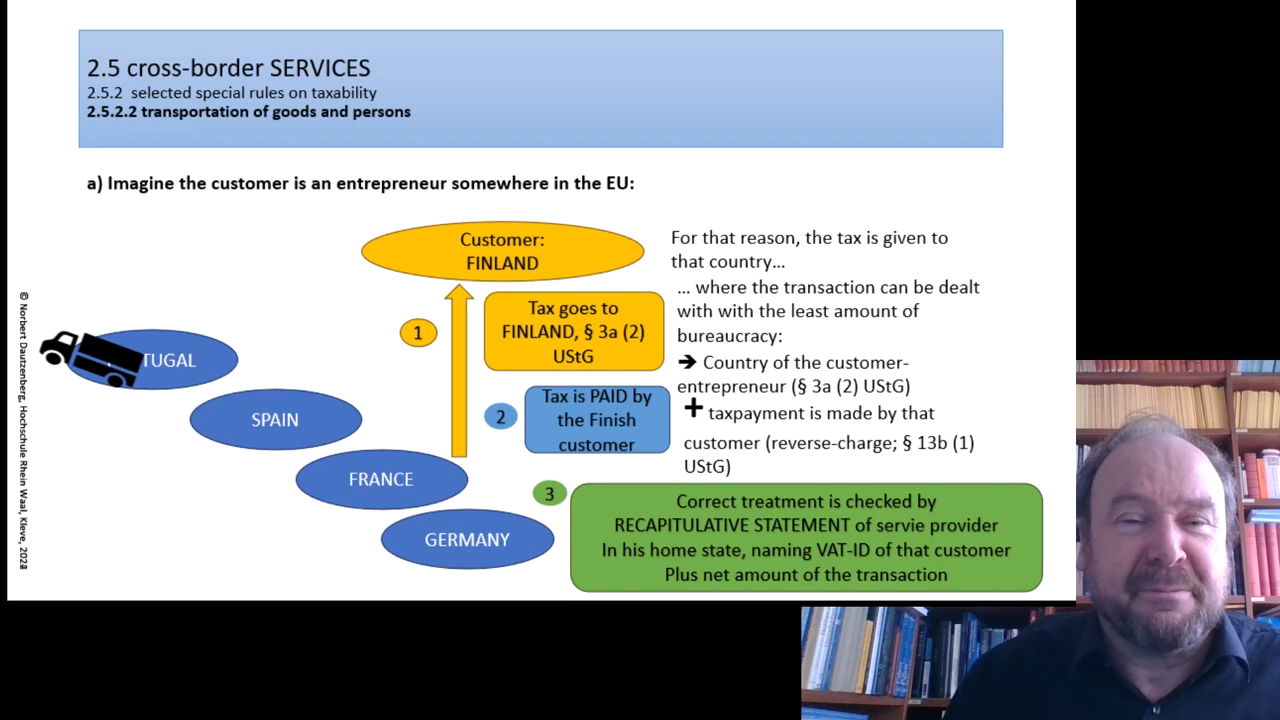 2.5 cross-border SERVICES
2.5.2 selected special rules on taxability
2.5.2.2 transportation of goods and persons
a) Imagine the customer is an entrepreneur somewhere in the EU:
Customer:
FINLAND
1
Tax goes to
FINLAND, § 3a (2)
UStG
2
Tax is PAID by
the Finish
customer
TUGAL
SPAIN
FRANCE
GERMANY
For that reason, the tax is given to
that country…
… where the transaction can be dealt
with with the least amount of
bureaucracy:
➔ Country of the customer-
entrepreneur (§ 3a (2) UStG)
+ taxpayment is made by that
customer (reverse-charge; § 13b (1)
UStG)
3
Correct treatment is checked by
RECAPITULATIVE STATEMENT of servie provider
In his home state, naming VAT-ID of that customer
Plus net amount of the transaction
© Norbert Dautzenberg, Hochschule Rhein Waal, Kleve,